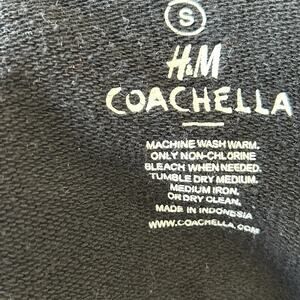 S
H&M
COACHELLA
MACHINE WASH WARM.
ONLY NON-CHLORINE
BLEACH WHEN NEEDED.
TUMBLE DRY MEDIUM.
MEDIUM IRON.
OR DRY CLEAN.
MADE IN INDONESIA
WWW.COACHELLA.COM